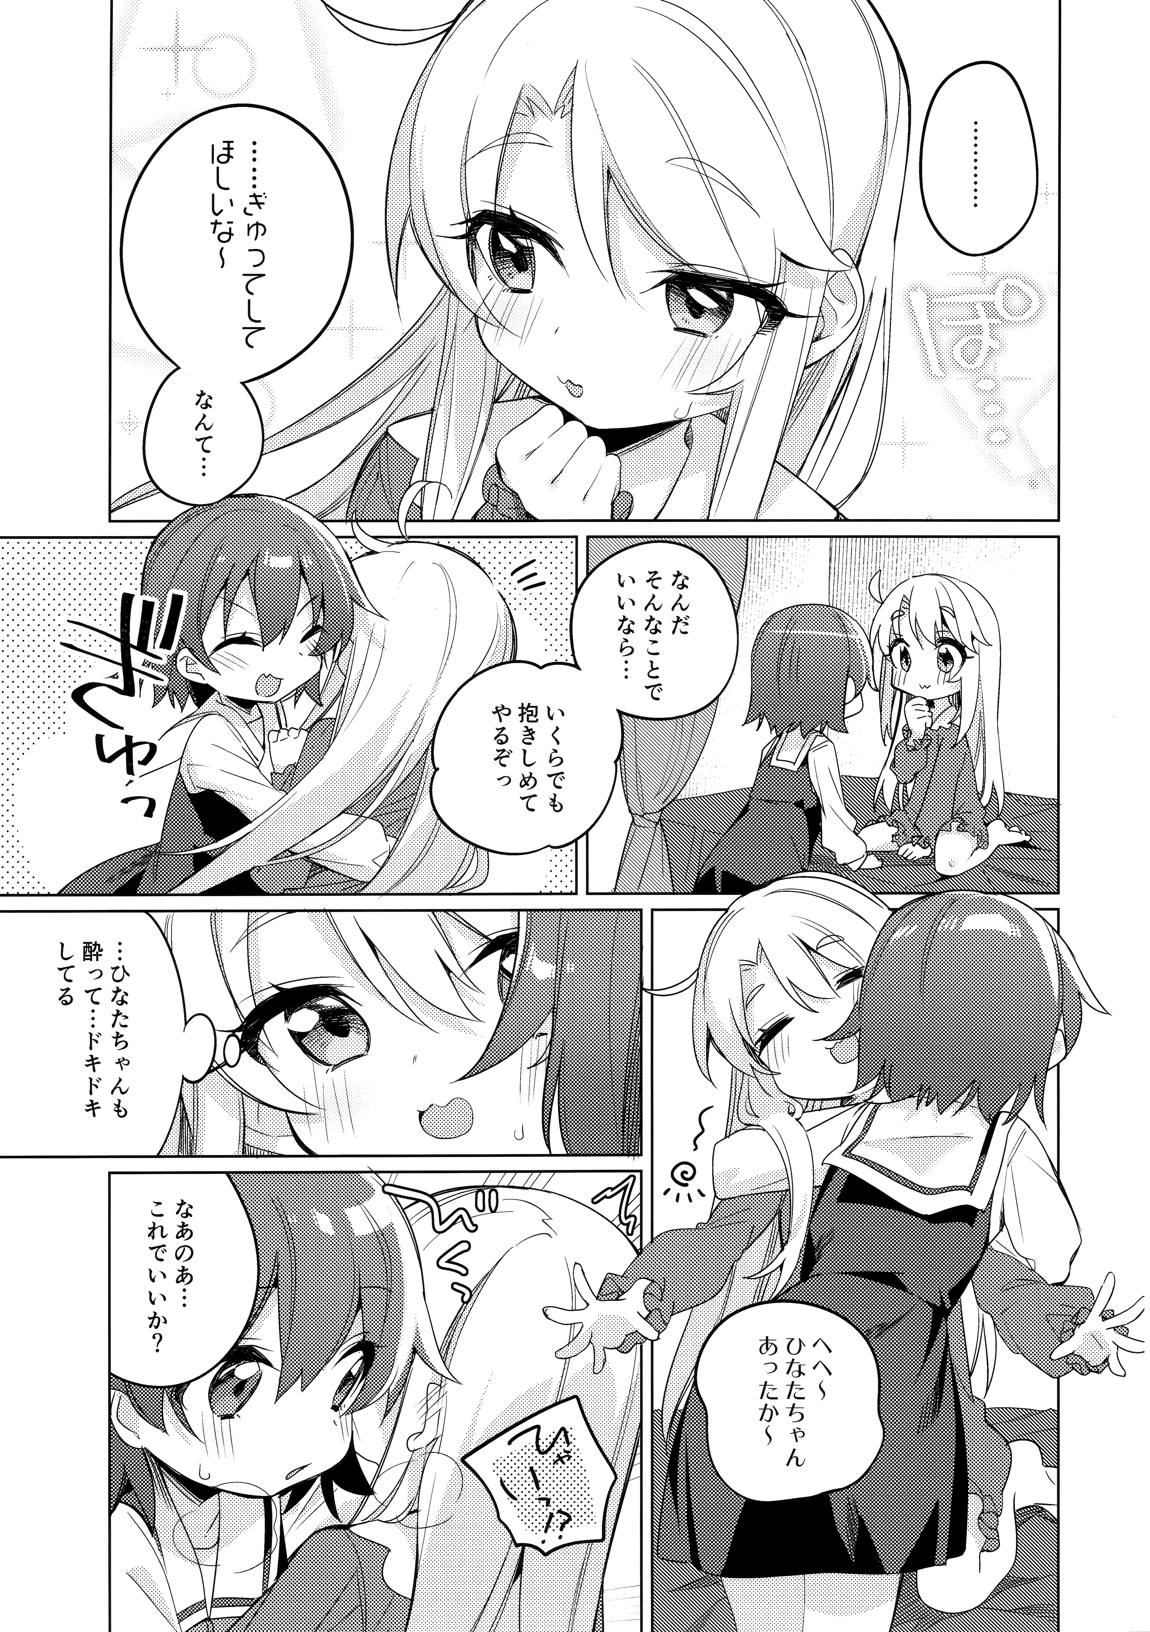 ………
ぽ…
……ぎゅってして
ほしいな～
なんて…
なんだ
そんなことで
いいなら…
いくらでも
抱きしめて
やるぞっ
ぎゅっ
へへ～
ひなたちゃん
あったか～
…ひなたちゃんも
酔って…ドキドキ
してる
なあのあ…
これでいいか？
ひゃーっ!?